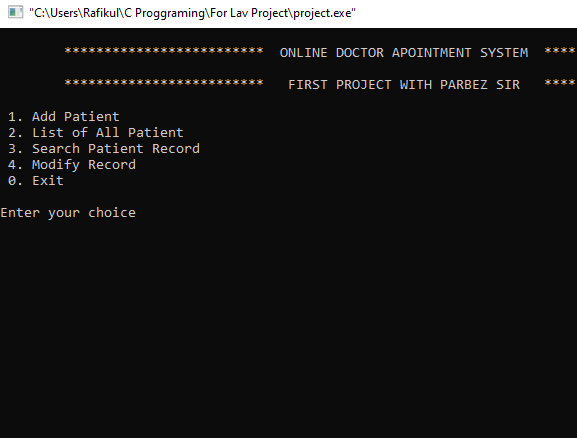 "C:\Users\Rafikul\C Proggraming\For Lav Project\project.exe"
************************* ONLINE DOCTOR APOINTMENT SYSTEM ****
************************* FIRST PROJECT WITH PARBEZ SIR ****
1. Add Patient
2. List of All Patient
3. Search Patient Record
4. Modify Record
0. Exit
Enter your choice